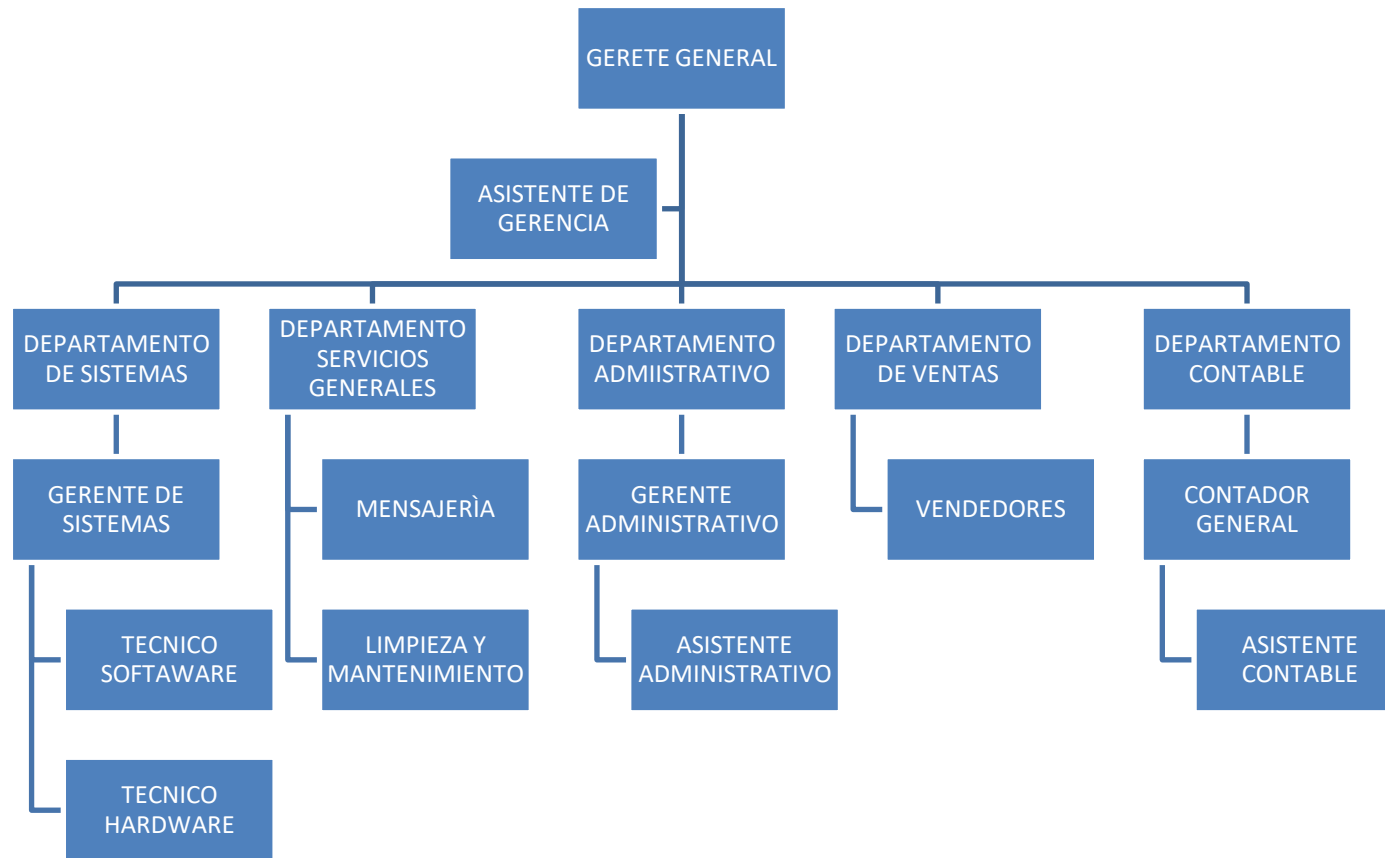 GERETE GENERAL
ASISTENTE DE
GERENCIA
DEPARTAMENTO
DE SISTEMAS
DEPARTAMENTO
SERVICIOS
GENERALES
DEPARTAMENTO
ADMIISTRATIVO
DEPARTAMENTO
DE VENTAS
DEPARTAMENTO
CONTABLE
GERENTE DE
SISTEMAS
MENSAJERÌA
GERENTE
ADMINISTRATIVO
VENDEDORES
CONTADOR
GENERAL
TECNICO
SOFTAWARE
LIMPIEZA Y
MANTENIMIENTO
ASISTENTE
ADMINISTRATIVO
ASISTENTE
CONTABLE
TECNICO
HARDWARE